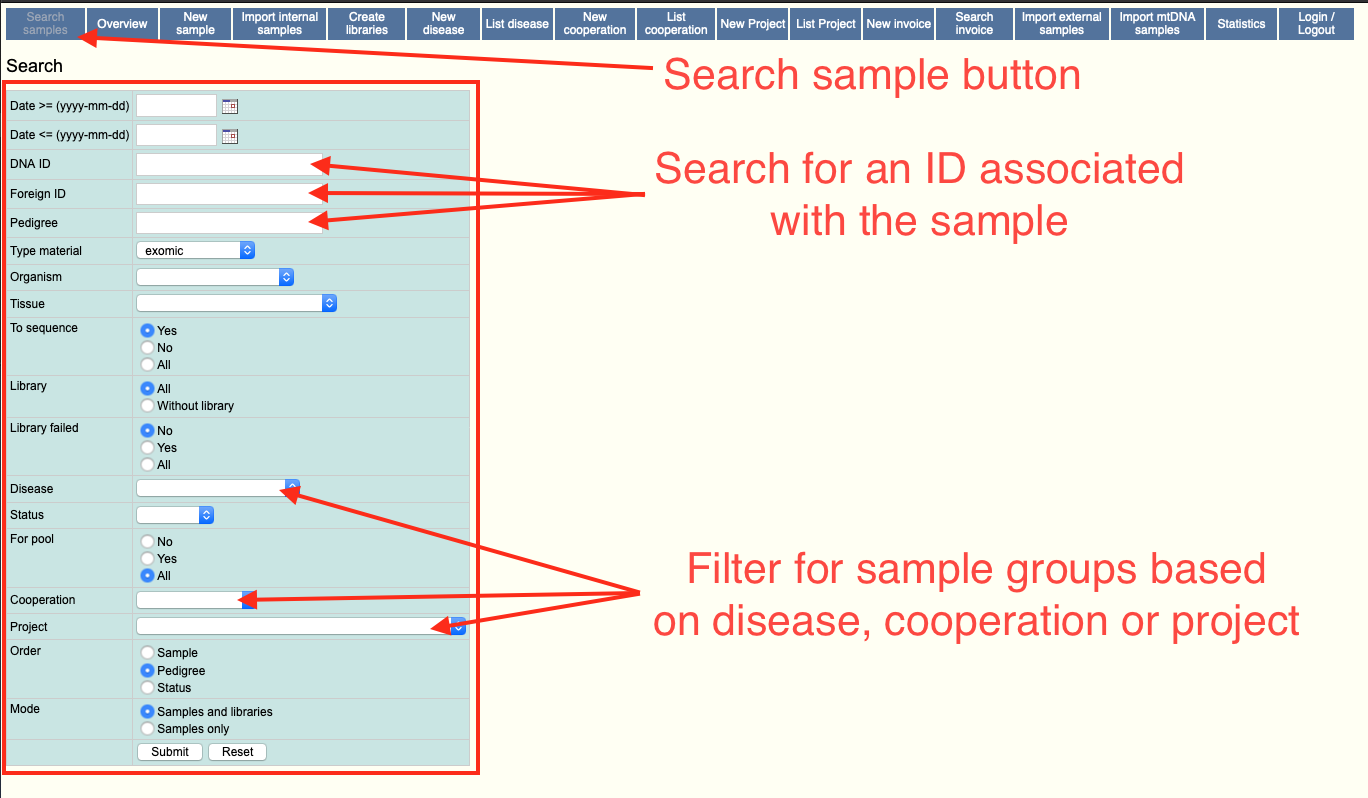 Search samples
Overview
New sample
Import internal samples
Create libraries
New disease
List disease
New cooperation
List cooperation
New Project
List Project
New invoice
Search invoice
Import external samples
Import mtDNA samples
Statistics
Login / Logout
Search sample button
Search
Date >= (yyyy-mm-dd)
Date <= (yyyy-mm-dd)
DNA ID
Search for an ID associated
with the sample
Foreign ID
Pedigree
Type material exomic
Organism
Tissue
To sequence Yes
No
All
Library All
Without library
Library failed No
Yes
All
Disease
Status
For pool No
Yes
All
Filter for sample groups based
on disease, cooperation or project
Cooperation
Project
Order Sample
Pedigree
Status
Mode Samples and libraries
Samples only
Submit Reset